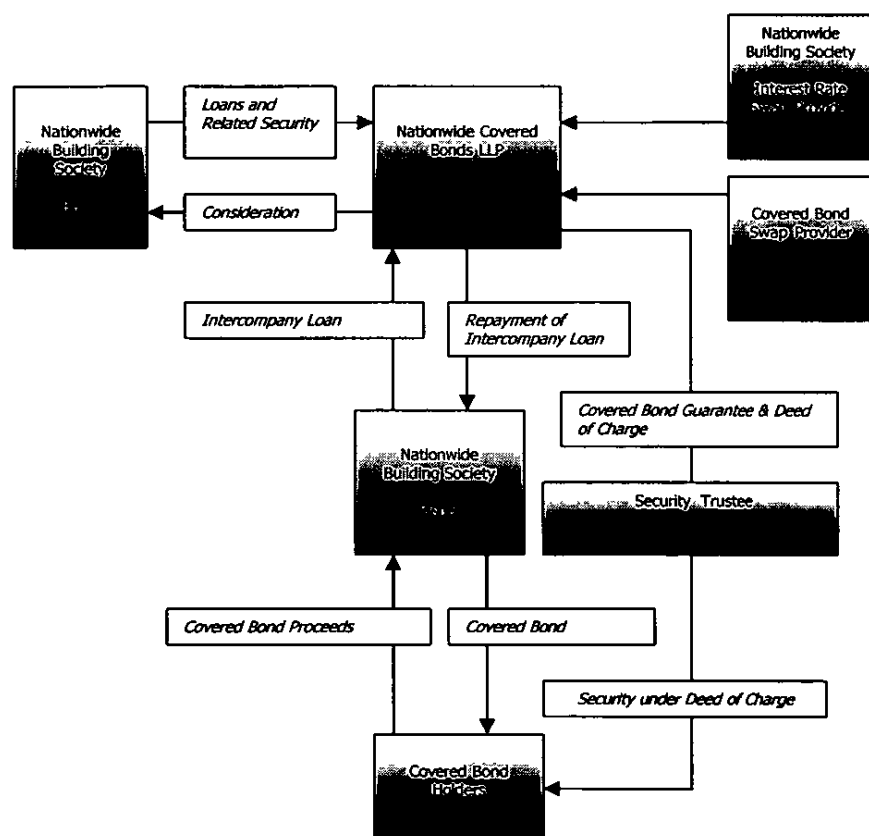 Nationwide
Building Society
Interest Rate
Loans and
Related Security
Nationwide
Building
Society
Nationwide Covered
Bonds LLP
Consideration
Covered Bond
Swap Provider
Intercompany Loan
Repayment of
Intercompany Loan
Covered Bond Guarantee & Deed
of Charge
Nationwide
Building Society
Security Trustee
Covered Bond Proceeds
Covered Bond
Security under Deed of Charge
Covered Bond
Holders